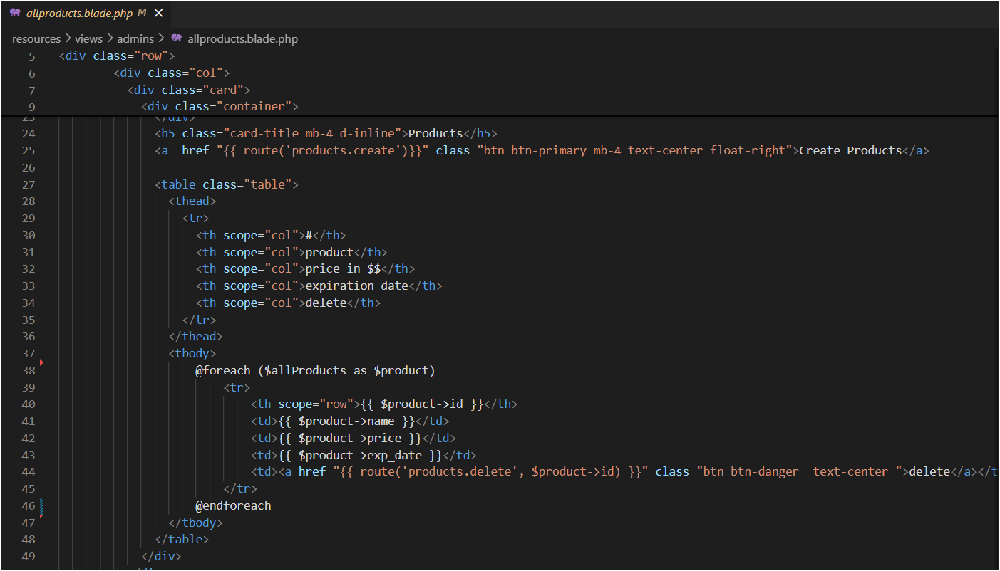 allproducts.blade.php M ×
resources > views > admins > allproducts.blade.php
5 <div class="row">
6 <div class="col">
7 <div class="card">
9 <div class="container">
23 </div>
24 <h5 class="card-title mb-4 d-inline">Products</h5>
25 <a  href="{{ route('products.create')}}" class="btn btn-primary mb-4 text-center float-right">Create Products</a>
26
27 <table class="table">
28 <thead>
29 <tr>
30 <th scope="col">#</th>
31 <th scope="col">product</th>
32 <th scope="col">price in $$</th>
33 <th scope="col">expiration date</th>
34 <th scope="col">delete</th>
35 </tr>
36 </thead>
37 <tbody>
38 @foreach ($allProducts as $product)
39 <tr>
40 <th scope="row">{{ $product->id }}</th>
41 <td>{{ $product->name }}</td>
42 <td>{{ $product->price }}</td>
43 <td>{{ $product->exp_date }}</td>
44 <td><a href="{{ route('products.delete', $product->id) }}" class="btn btn-danger  text-center ">delete</a></t
45 </tr>
46 @endforeach
47 </tbody>
48 </table>
49 </div>